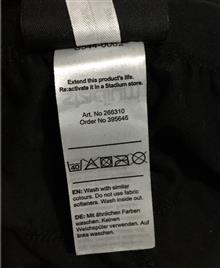 Extend this product's life.
Re:activate it in a Stadium store.
Art. No 266310
Order No 395646
40
EN: Wash with similar
colours. Do not use fabric
softeners. Wash inside out.
DE: Mit ähnlichen Farben
waschen. Keinen
Weichspüler verwenden. Auf
links waschen.